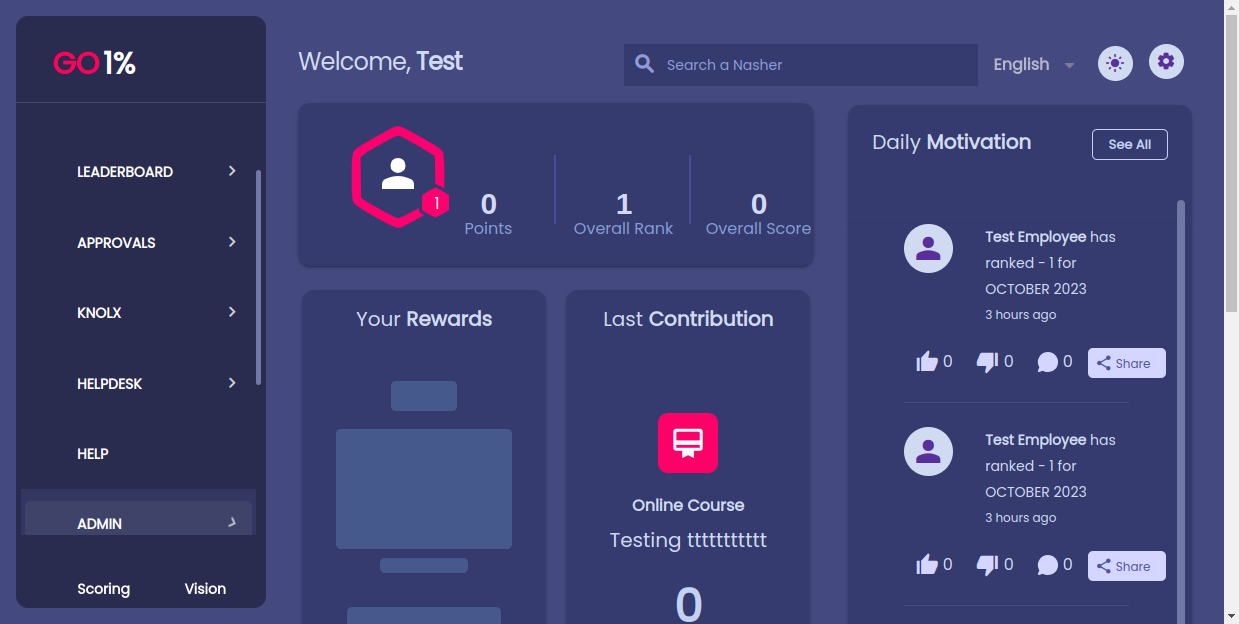 GO 1%
LEADERBOARD
APPROVALS
KNOLX
HELPDESK
HELP
ADMIN
Scoring Vision
Welcome, Test
Search a Nasher
English
1
0
Points
1
Overall Rank
0
Overall Score
Your Rewards
Last Contribution
Online Course
Testing tttttttttttt
0
Daily Motivation
See All
Test Employee has
ranked - 1 for
OCTOBER 2023
3 hours ago
0 0 0 Share
Test Employee has
ranked - 1 for
OCTOBER 2023
3 hours ago
0 0 0 Share